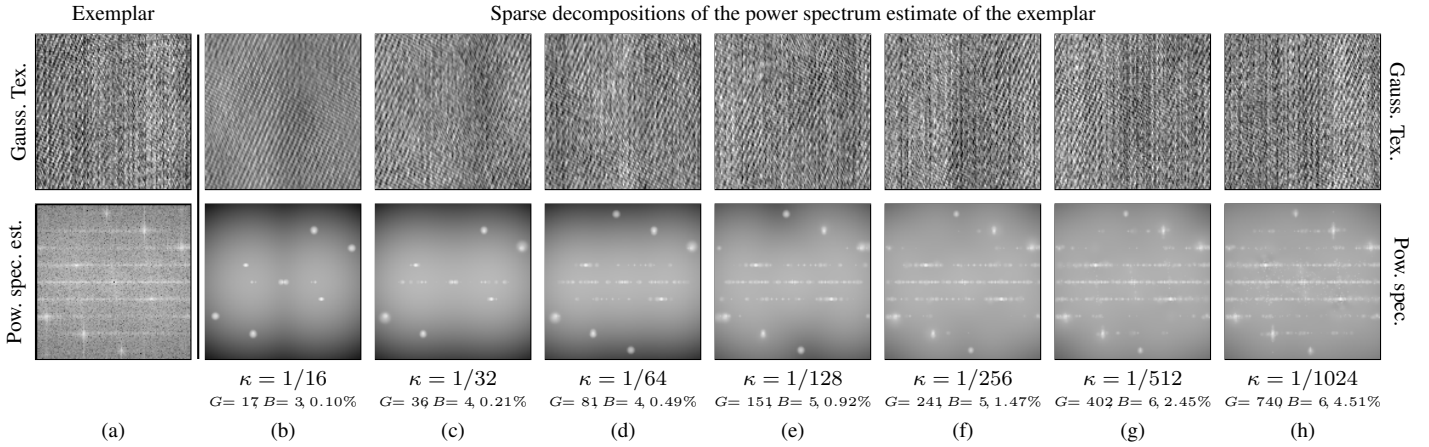 Exemplar
Sparse decompositions of the power spectrum estimate of the exemplar
Gauss. Tex.
Gauss. Tex.
Pow. spec. est.
Pow. spec.
κ = 1/16
κ = 1/32
κ = 1/64
κ = 1/128
κ = 1/256
κ = 1/512
κ = 1/1024
G= 17, B= 3, 0.10%
G= 36, B= 4, 0.21%
G= 81, B= 4, 0.49%
G= 151, B= 5, 0.92%
G= 241, B= 5, 1.47%
G= 402, B= 6, 2.45%
G= 740, B= 6, 4.51%
(a)
(b)
(c)
(d)
(e)
(f)
(g)
(h)